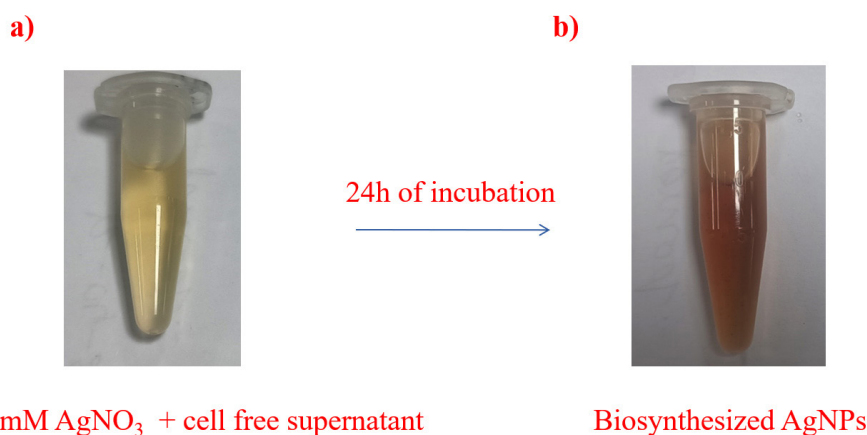 a)
b)
24h of incubation
mM AgNO₃ + cell free supernatant
Biosynthesized AgNPs